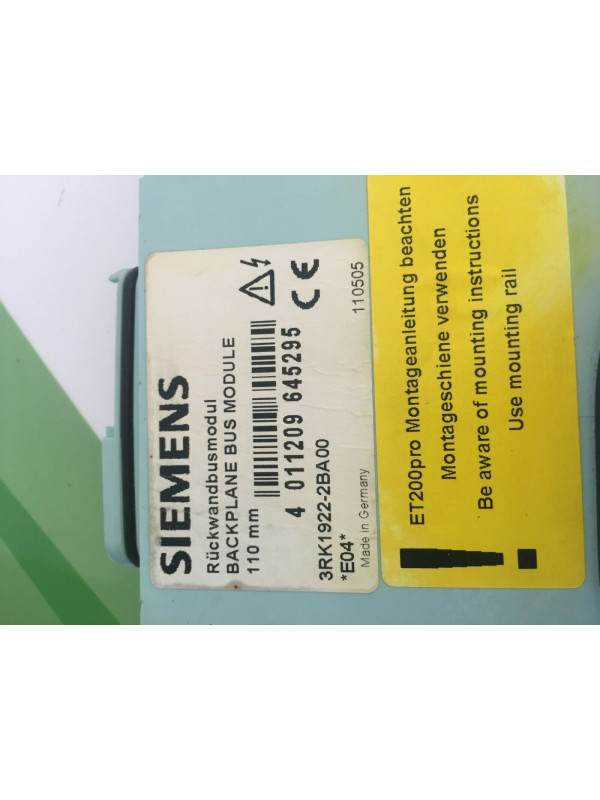 SIEMENS
Rückwandbusmodul
BACKPLANE BUS MODULE
110 mm
4 011209 645295
3RK1922-2BA00
*E04*
Made in Germany
CE
110505
ET200pro Montageanleitung beachten
Montageschiene verwenden
Be aware of mounting instructions
Use mounting rail